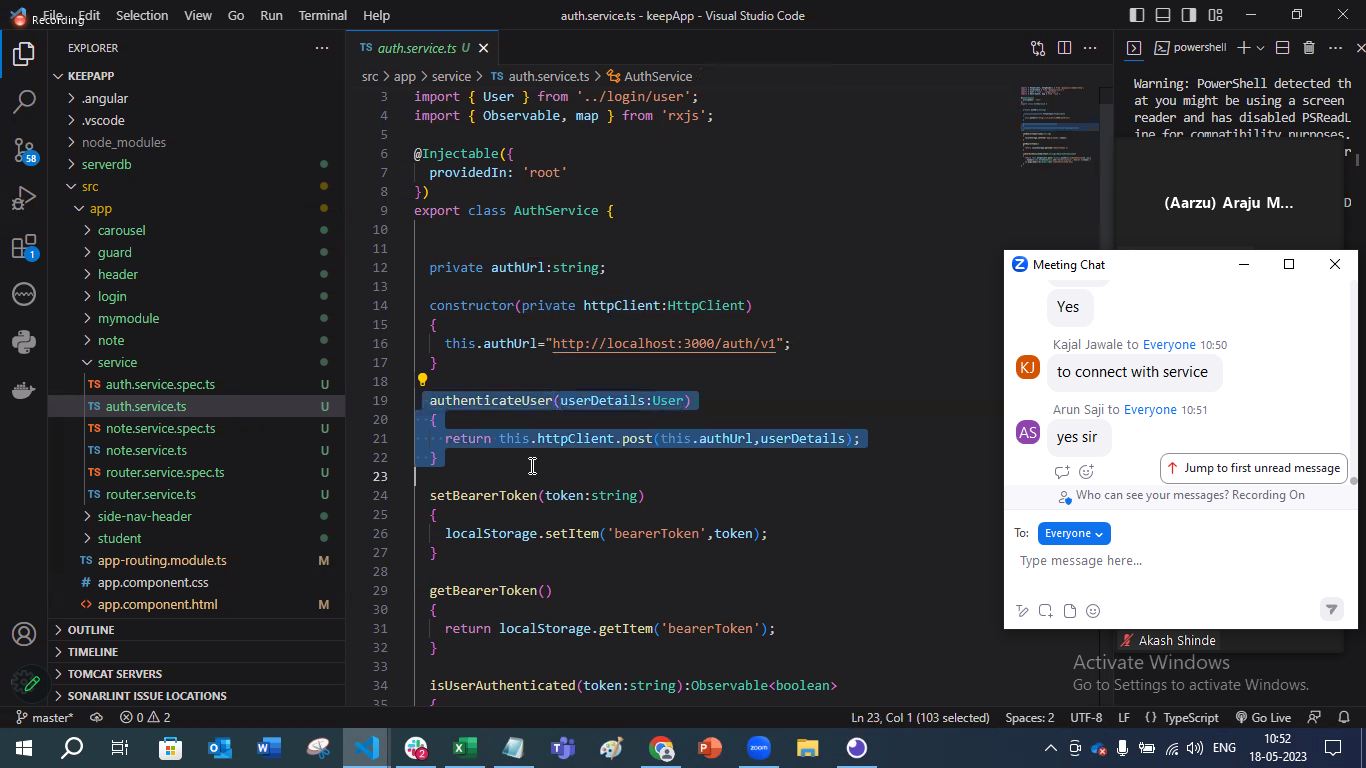 Recording
File Edit Selection View Go Run Terminal Help
auth.service.ts - keepApp - Visual Studio Code
EXPLORER
KEEPAPP
.angular
.vscode
node_modules
serverdb
src
app
carousel
guard
header
login
mymodule
note
service
TS auth.service.spec.ts U
TS auth.service.ts U
TS note.service.spec.ts U
TS note.service.ts U
TS router.service.spec.ts U
TS router.service.ts U
side-nav-header
student
TS app-routing.module.ts M
# app.component.css
<> app.component.html M
OUTLINE
TIMELINE
TOMCAT SERVERS
SONARLINT ISSUE LOCATIONS
58
1
TS auth.service.ts U
src > app > service > TS auth.service.ts > AuthService
3 import { User } from '../login/user';
4 import { Observable, map } from 'rxjs';
5
6 @Injectable({
7 providedIn: 'root'
8 })
9 export class AuthService {
10
11
12 private authUrl:string;
13
14 constructor(private httpClient:HttpClient)
15 {
16 this.authUrl="http://localhost:3000/auth/v1";
17 }
18
19 authenticateUser(userDetails:User)
20 {
21 return this.httpClient.post(this.authUrl,userDetails);
22 }
23
24 setBearerToken(token:string)
25 {
26 localStorage.setItem('bearerToken',token);
27 }
28
29 getBearerToken()
30 {
31 return localStorage.getItem('bearerToken');
32 }
33
34 isUserAuthenticated(token:string):Observable<boolean>
35 {
powershell
Warning: PowerShell detected th
at you might be using a screen
reader and has disabled PSReadL
ine for compatibility purposes.
(Aarzu) Araju M...
Meeting Chat
Yes
Kajal Jawale to Everyone 10:50
KJ
to connect with service
Arun Saji to Everyone 10:51
AS
yes sir
Jump to first unread message
Who can see your messages? Recording On
To: Everyone
Type message here...
Akash Shinde
Activate Windows
Go to Settings to activate Windows.
master* 0 2
Ln 23, Col 1 (103 selected) Spaces: 2 UTF-8 LF {} TypeScript Go Live
2
zoom
ENG
10:52
18-05-2023